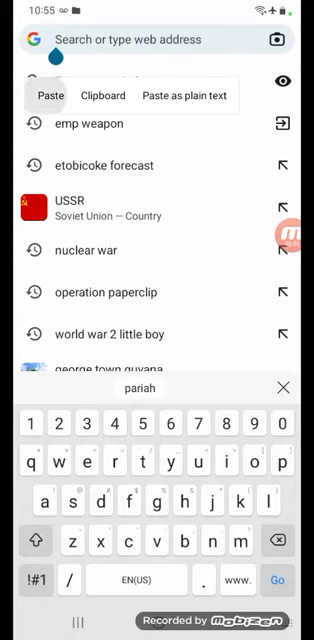 10:55
Search or type web address
Paste Clipboard Paste as plain text
emp weapon
etobicoke forecast
USSR
Soviet Union — Country
nuclear war
operation paperclip
world war 2 little boy
george town guyana
pariah
1 2 3 4 5 6 7 8 9 0
q w e r t y u i o p
a s d f g h j k l
z x c v b n m
!#1 / EN(US) . www. Go
Recorded by mobizen